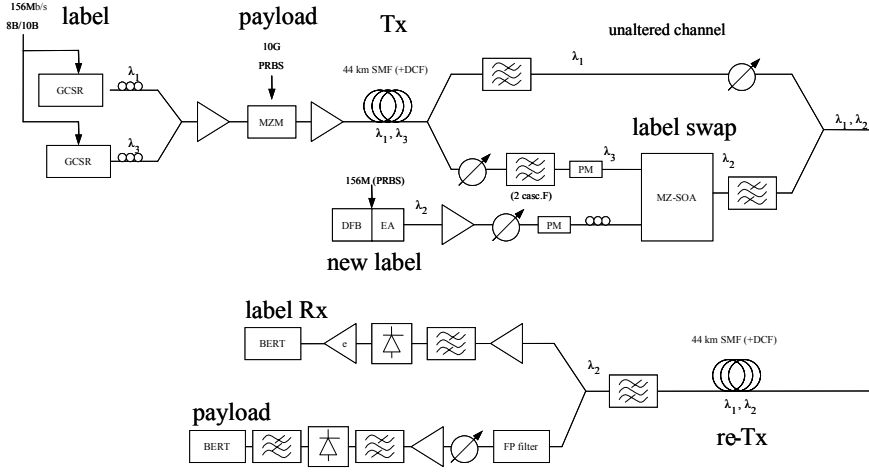 156Mb/s
8B/10B
label
payload
Tx
10G
PRBS
unaltered channel
44 km SMF (+DCF)
λ1
GCSR
λ1
λ3
GCSR
MZM
λ1, λ3
label swap
λ1, λ2
λ3
PM
(2 casc.F)
MZ-SOA
λ2
156M (PRBS)
λ2
DFB
EA
PM
new label
label Rx
BERT
e
44 km SMF (+DCF)
λ2
λ1, λ2
payload
BERT
FP filter
re-Tx